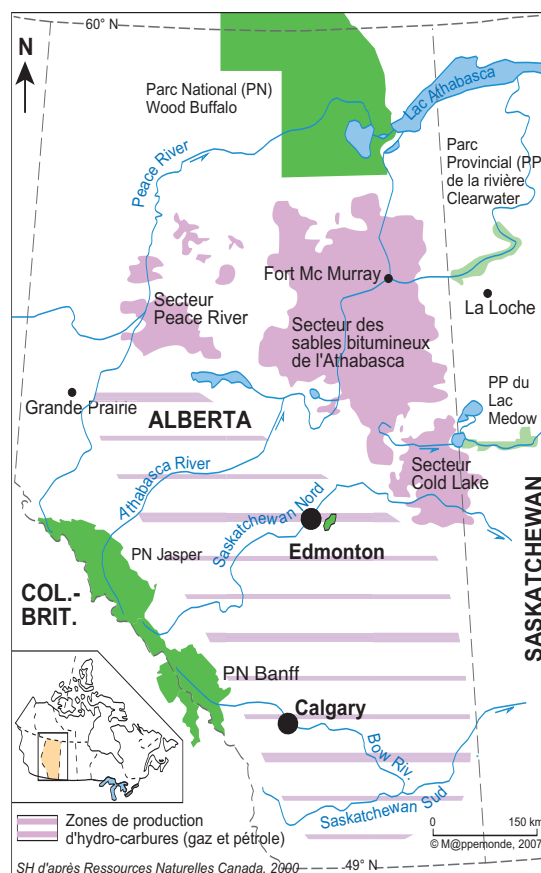 60° N
N
Parc National (PN)
Wood Buffalo
Lac Athabasca
Peace River
Parc
Provincial (PP)
de la rivière
Clearwater
Fort Mc Murray
La Loche
Secteur
Peace River
Secteur des
sables bitumineux
de l'Athabasca
Grande Prairie
ALBERTA
PP du
Lac
Medow
Athabasca River
Secteur
Cold Lake
Saskatchewan Nord
Edmonton
PN Jasper
SASKATCHEWAN
COL.-
BRIT.
PN Banff
Calgary
Bow Riv.
Saskatchewan Sud
Zones de production
d'hydro-carbures (gaz et pétrole)
0 150 km
© M@ppemonde, 2007
SH d'après Ressources Naturelles Canada, 2000
49° N